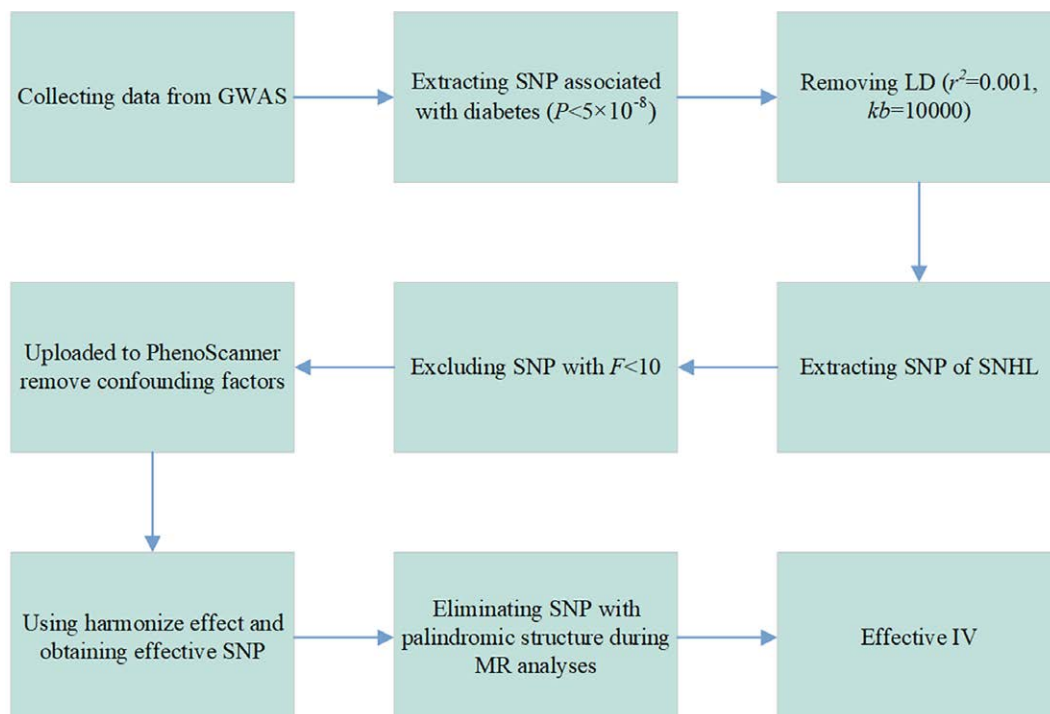 Collecting data from GWAS
Extracting SNP associated
with diabetes (P<5×10⁻⁸)
Removing LD (r²=0.001,
kb=10000)
Extracting SNP of SNHL
Excluding SNP with F<10
Uploaded to PhenoScanner
remove confounding factors
Using harmonize effect and
obtaining effective SNP
Eliminating SNP with
palindromic structure during
MR analyses
Effective IV